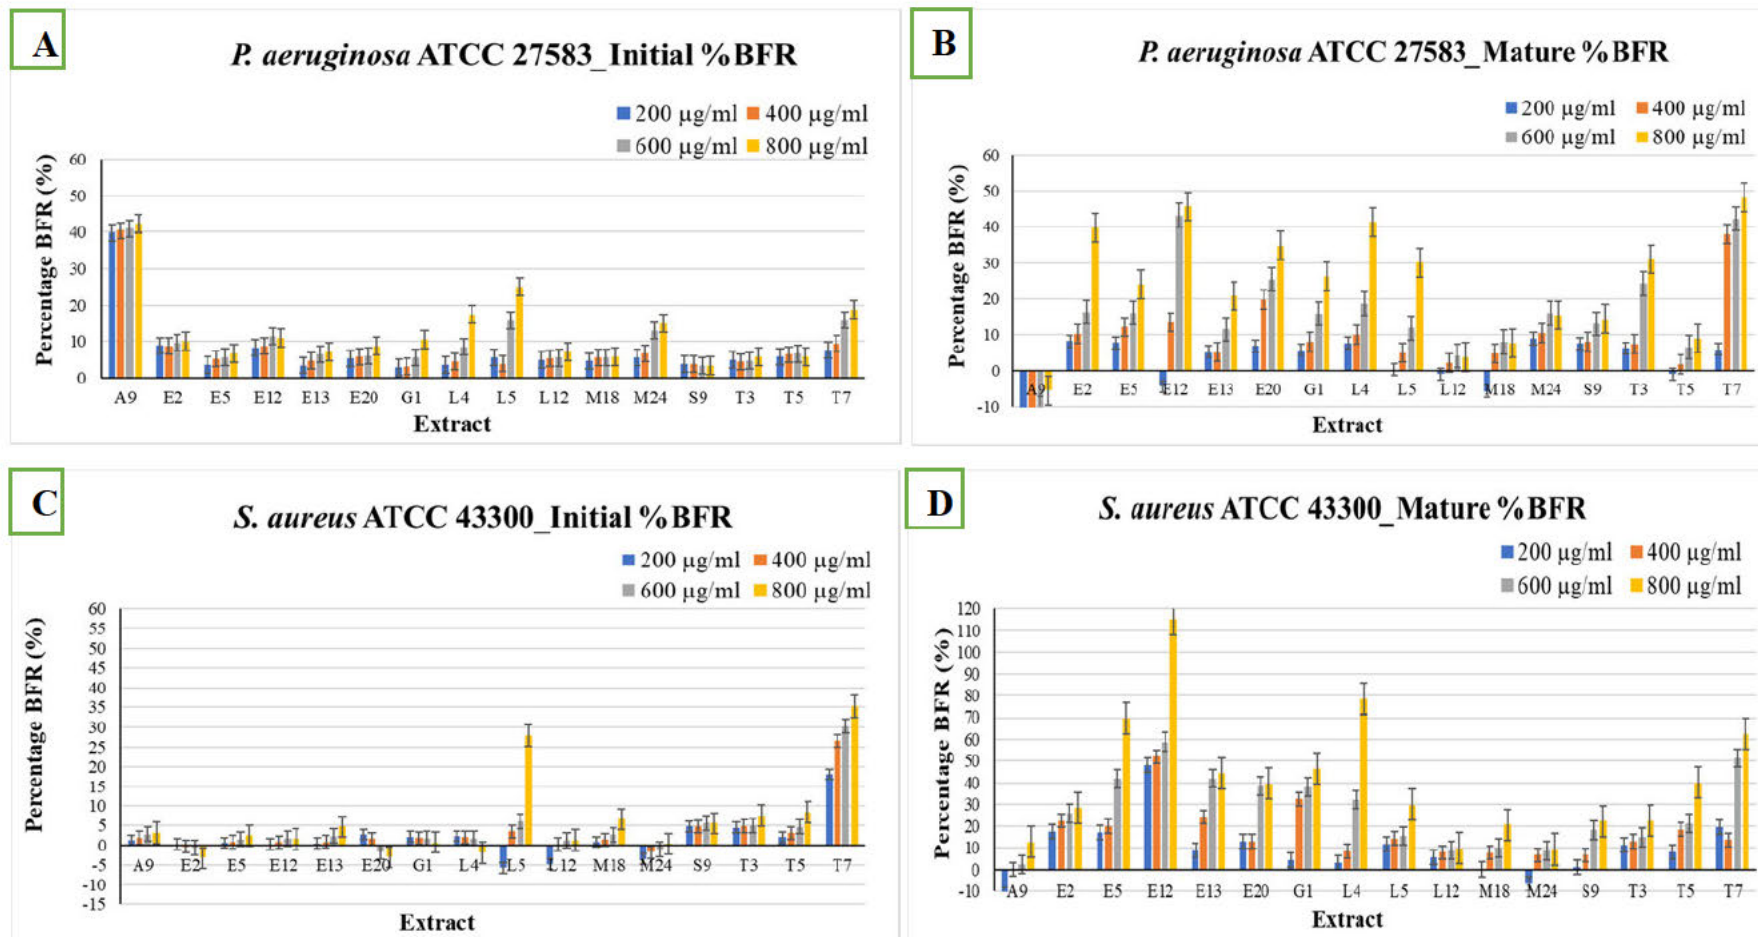 A
P. aeruginosa ATCC 27583_Initial %BFR
200 µg/ml 400 µg/ml
600 µg/ml 800 µg/ml
Percentage BFR (%)
60
50
40
30
20
10
0
A9 E2 E5 E12 E13 E20 G1 L4 L5 L12 M18 M24 S9 T3 T5 T7
Extract
B
P. aeruginosa ATCC 27583_Mature %BFR
200 µg/ml 400 µg/ml
600 µg/ml 800 µg/ml
Percentage BFR (%)
60
50
40
30
20
10
0
-10
A9 E2 E5 E12 E13 E20 G1 L4 L5 L12 M18 M24 S9 T3 T5 T7
Extract
C
S. aureus ATCC 43300_Initial %BFR
200 µg/ml 400 µg/ml
600 µg/ml 800 µg/ml
Percentage BFR (%)
60
55
50
45
40
35
30
25
20
15
10
5
0
-5
-10
-15
A9 E2 E5 E12 E13 E20 G1 L4 L5 L12 M18 M24 S9 T3 T5 T7
Extract
D
S. aureus ATCC 43300_Mature %BFR
200 µg/ml 400 µg/ml
600 µg/ml 800 µg/ml
Percentage BFR (%)
120
110
100
90
80
70
60
50
40
30
20
10
0
-10
A9 E2 E5 E12 E13 E20 G1 L4 L5 L12 M18 M24 S9 T3 T5 T7
Extract